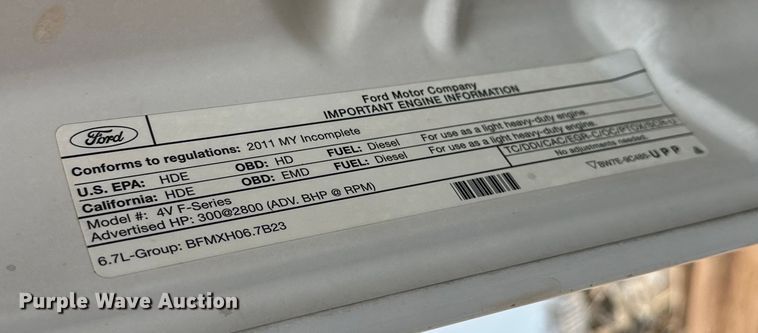 Ford Motor Company
IMPORTANT ENGINE INFORMATION
Ford
Conforms to regulations: 2011 MY Incomplete
U.S. EPA: HDE OBD: HD FUEL: Diesel For use as a light heavy-duty engine.
California: HDE OBD: EMD FUEL: Diesel For use as a light heavy-duty engine.
Model #: 4V F-Series TC/DDI/CAC/EGR-C/OC/PTOX/SCR-U
Advertised HP: 300@2800 (ADV. BHP @ RPM) No adjustments needed.
6.7L-Group: BFMXH06.7B23 BW7E-9C485-UPP
Purple Wave Auction